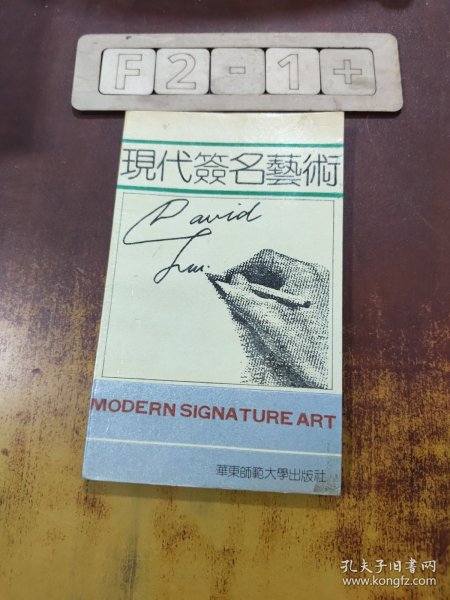 F2-1+
現代簽名藝術
David
MODERN SIGNATURE ART
華東師範大學出版社
孔夫子旧书网
www.kongfz.com